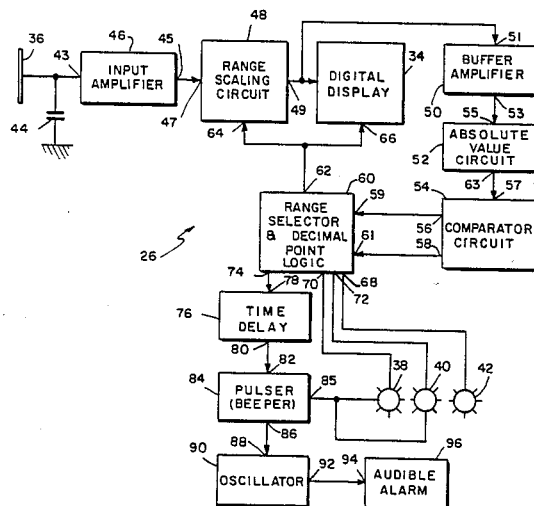 36
43
46
INPUT
AMPLIFIER
45
44
48
RANGE
SCALING
CIRCUIT
47
49
64
34
DIGITAL
DISPLAY
66
51
BUFFER
AMPLIFIER
50
53
55
ABSOLUTE
VALUE
CIRCUIT
52
63
57
54
COMPARATOR
CIRCUIT
56
58
62
60
59
RANGE
SELECTOR
& DECIMAL
POINT
LOGIC
61
26
74
78
70
72
68
76
TIME
DELAY
80
82
84
PULSER
(BEEPER)
85
86
38
40
42
88
90
OSCILLATOR
92
94
96
AUDIBLE
ALARM